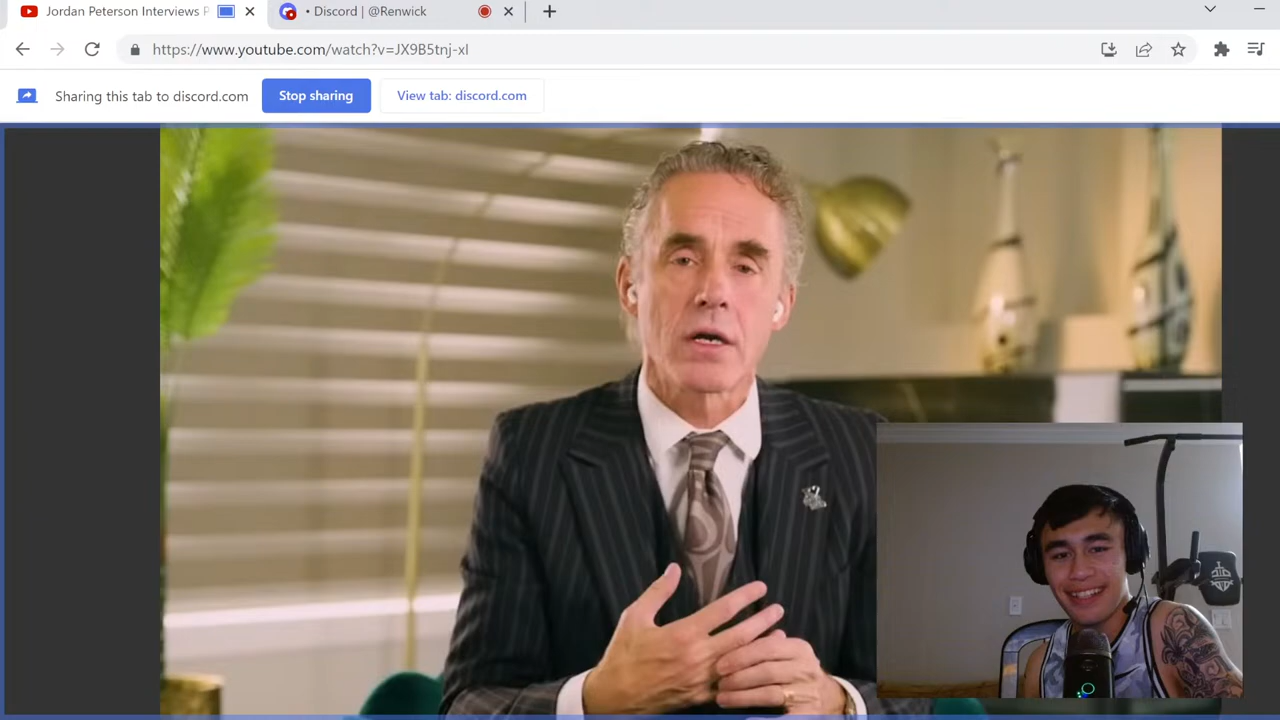 Jordan Peterson Interviews P
• Discord | @Renwick
https://www.youtube.com/watch?v=JX9B5tnj-xI
Sharing this tab to discord.com
Stop sharing
View tab: discord.com